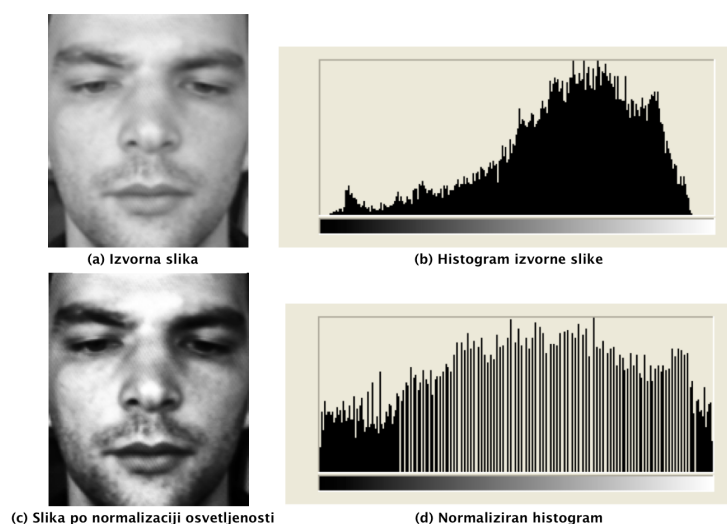 (a) Izvorna slika
(b) Histogram izvorne slike
(c) Slika po normalizaciji osvetljenosti
(d) Normaliziran histogram